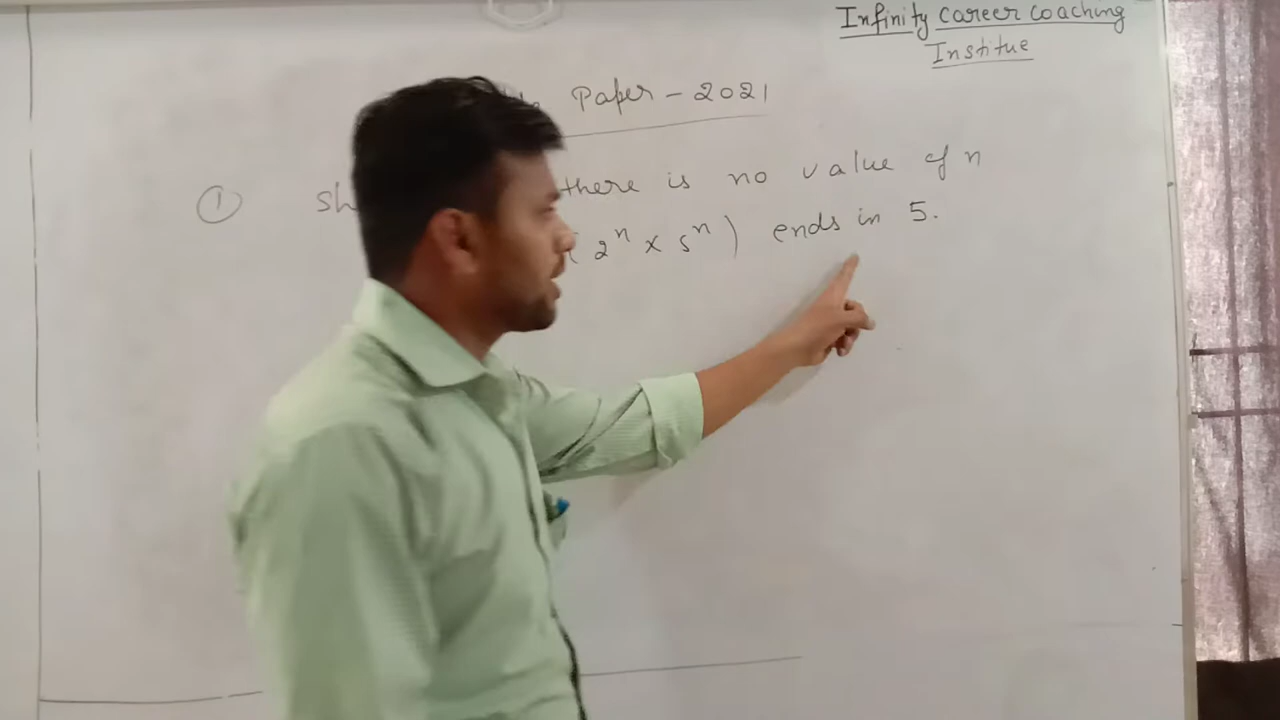 Infinity career coaching
Institue
Paper - 2021
① there is no value of n
(2ⁿ × 5ⁿ) ends in 5.